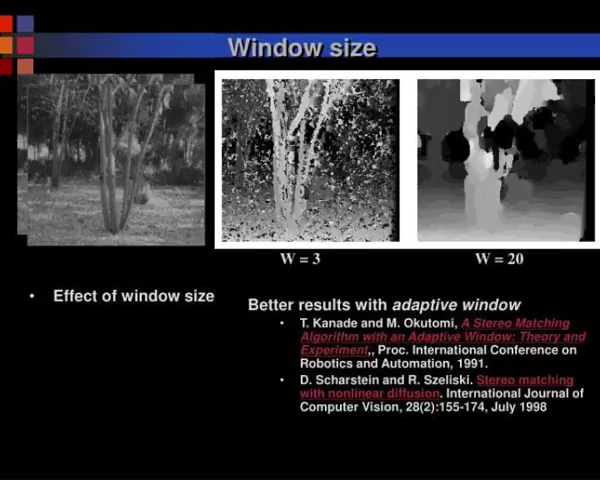 Window size
W = 3
W = 20
• Effect of window size
Better results with adaptive window
• T. Kanade and M. Okutomi, A Stereo Matching
Algorithm with an Adaptive Window: Theory and
Experiment,, Proc. International Conference on
Robotics and Automation, 1991.
• D. Scharstein and R. Szeliski. Stereo matching
with nonlinear diffusion. International Journal of
Computer Vision, 28(2):155-174, July 1998